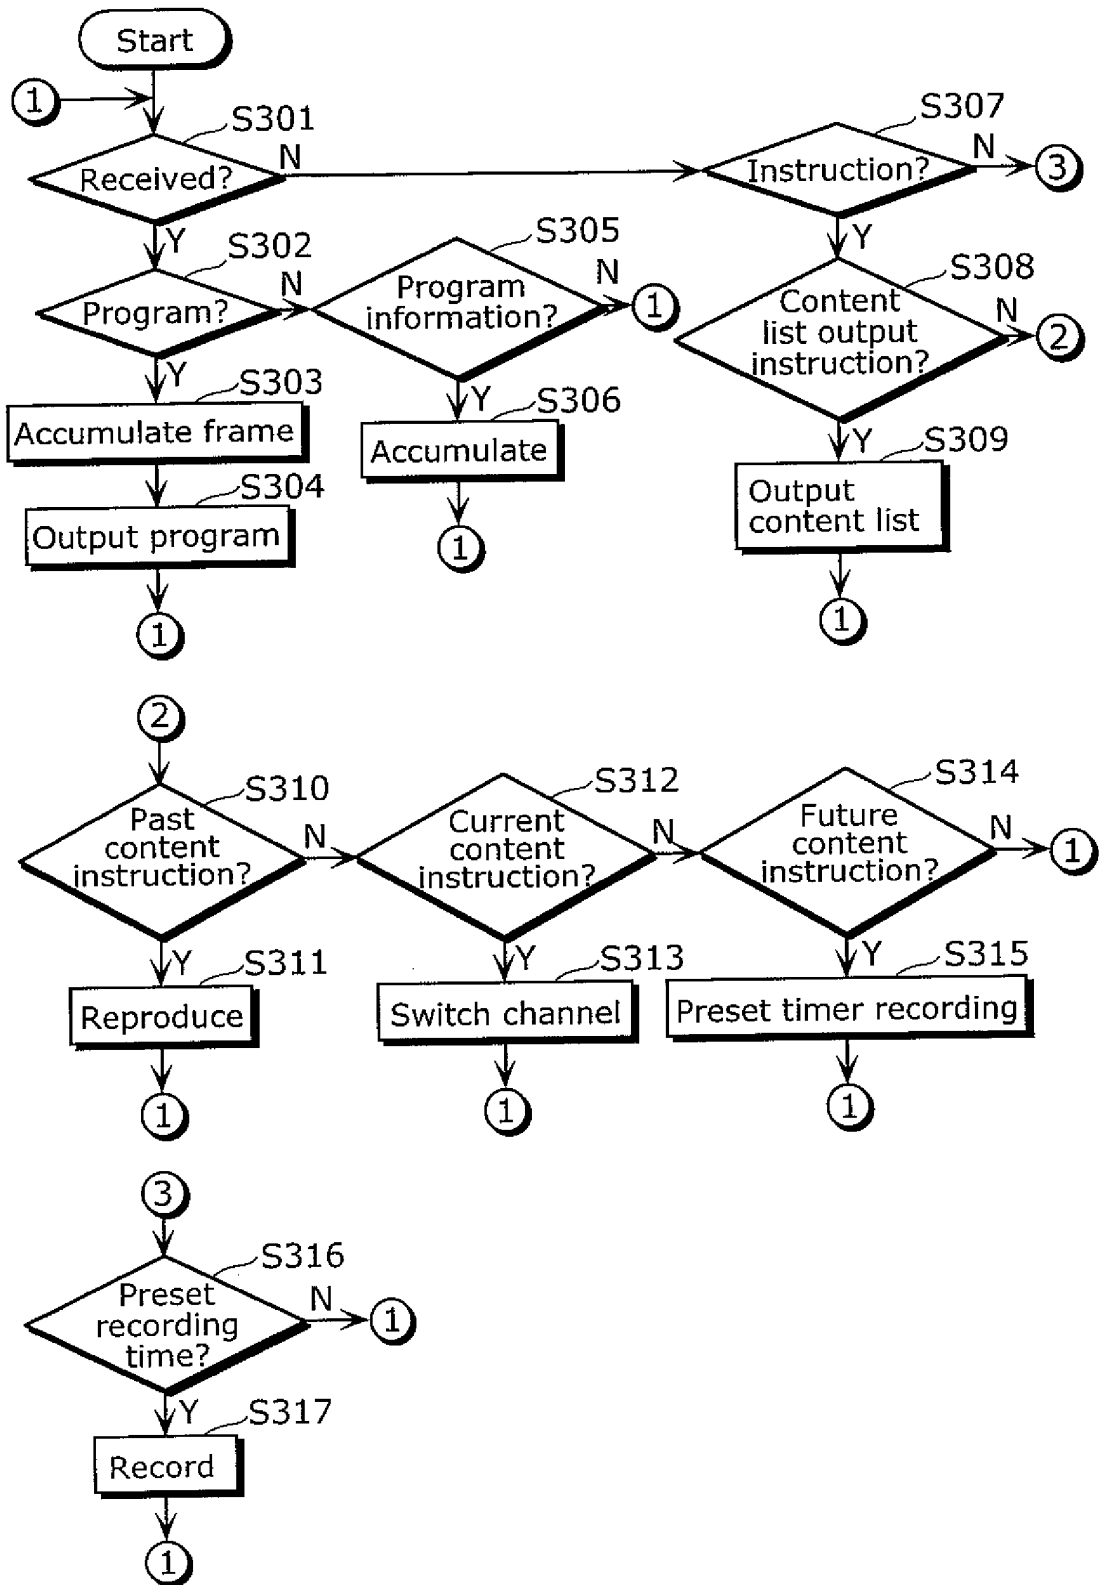 Start
1
S301
Received?
N
Y
S307
Instruction?
N
3
Y
S302
Program?
N
Y
S305
Program
information?
N
1
Y
S308
Content
list output
instruction?
N
2
Y
S303
Accumulate frame
S304
Output program
1
S306
Accumulate
1
S309
Output
content list
1
2
S310
Past
content
instruction?
N
Y
S312
Current
content
instruction?
N
Y
S314
Future
content
instruction?
N
1
Y
S311
Reproduce
1
S313
Switch channel
1
S315
Preset timer recording
1
3
S316
Preset
recording
time?
N
1
Y
S317
Record
1